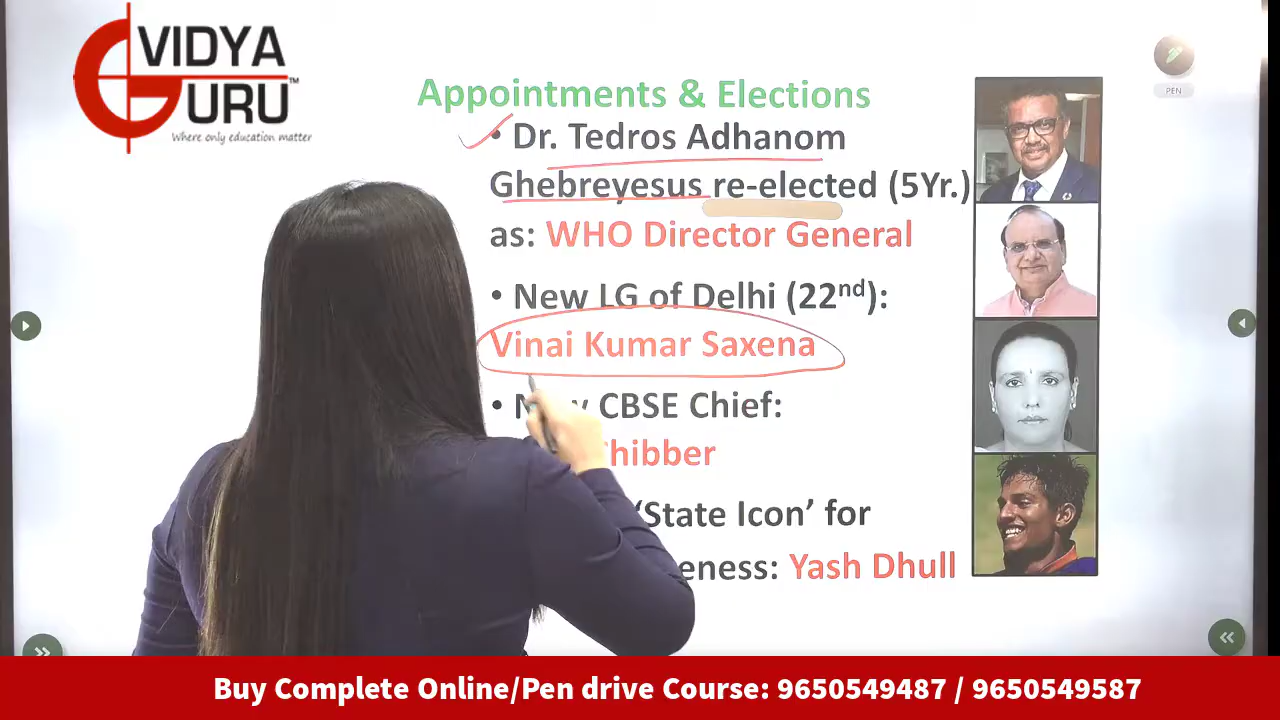 VIDYA
GURU™
Where only education matter
PEN
Appointments & Elections
• Dr. Tedros Adhanom
Ghebreyesus re-elected (5Yr.)
as: WHO Director General
• New LG of Delhi (22nd):
Vinai Kumar Saxena
• CBSE Chief:
hibber
‘State Icon’ for
eness: Yash Dhull
Buy Complete Online/Pen drive Course: 9650549487 / 9650549587